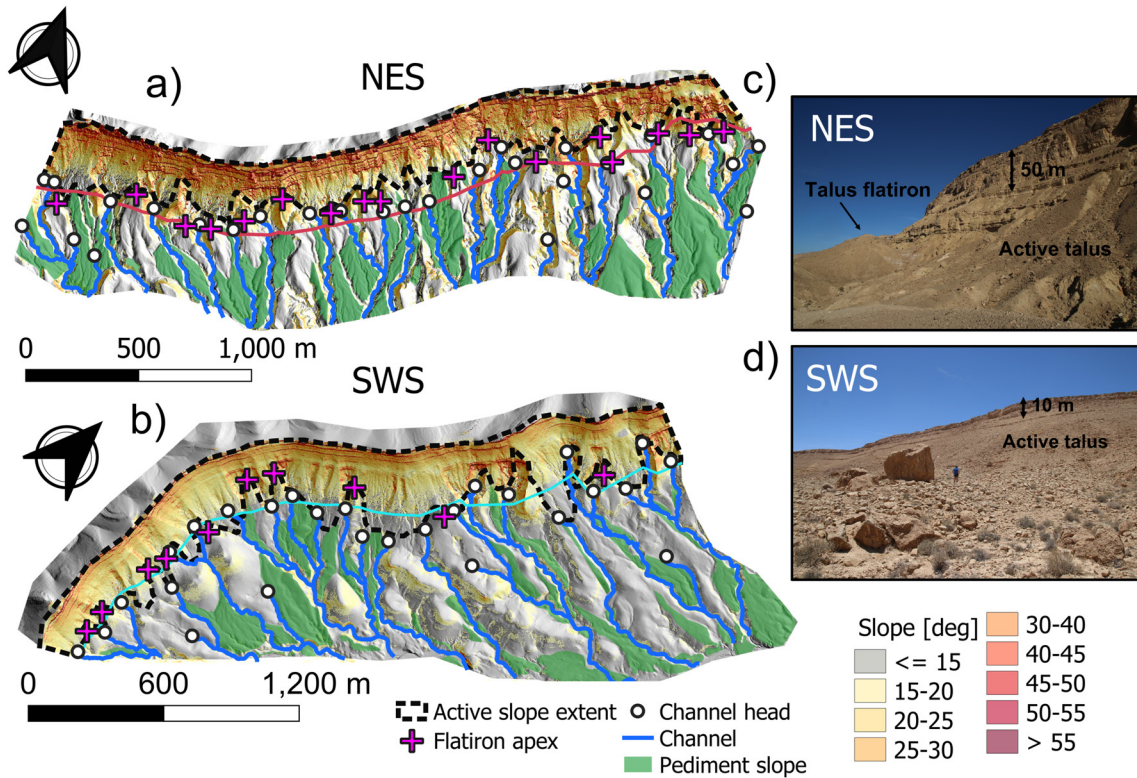 a)
NES
c)
NES
50 m
Talus flatiron
Active talus
0
500
1,000 m
SWS
d)
b)
SWS
10 m
Active talus
0
600
1,200 m
Active slope extent
Channel head
Flatiron apex
Channel
Pediment slope
Slope [deg]
<= 15
15-20
20-25
25-30
30-40
40-45
45-50
50-55
> 55